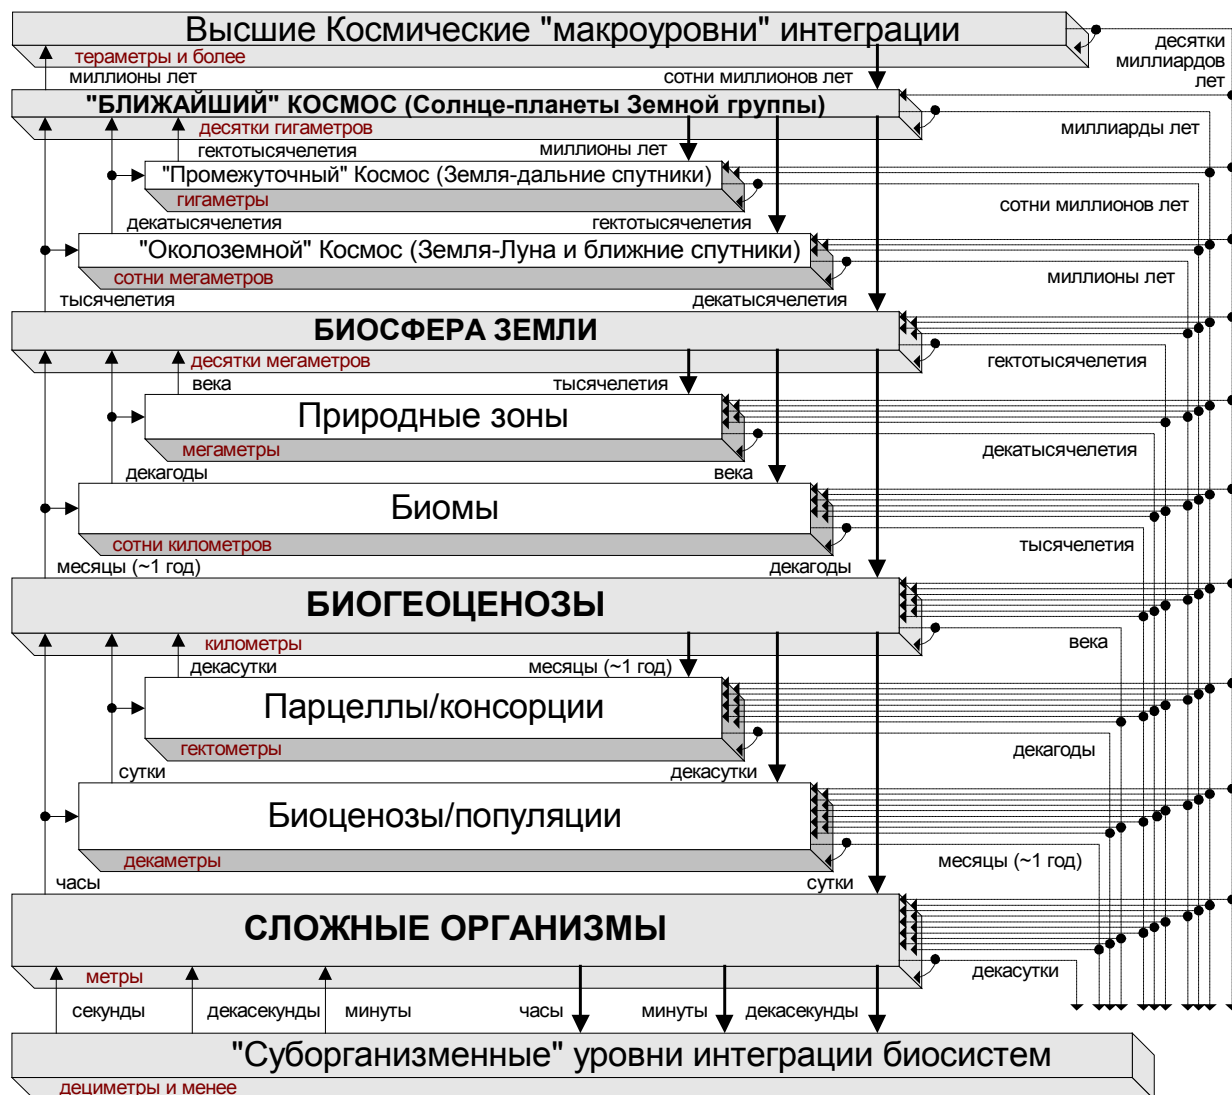 Высшие Космические "макроуровни" интеграции
тераметры и более
десятки
миллиардов
лет
миллионы лет
сотни миллионов лет
"БЛИЖАЙШИЙ" КОСМОС (Солнце-планеты Земной группы)
десятки гигаметров
миллиарды лет
гектотысячелетия
миллионы лет
"Промежуточный" Космос (Земля-дальние спутники)
гигаметры
сотни миллионов лет
декатысячелетия
гектотысячелетия
"Околоземной" Космос (Земля-Луна и ближние спутники)
сотни мегаметров
миллионы лет
тысячелетия
декатысячелетия
БИОСФЕРА ЗЕМЛИ
десятки мегаметров
гектотысячелетия
века
тысячелетия
Природные зоны
мегаметры
декатысячелетия
декагоды
века
Биомы
сотни километров
тысячелетия
месяцы (~1 год)
декагоды
БИОГЕОЦЕНОЗЫ
километры
века
декасутки
месяцы (~1 год)
Парцеллы/консорции
гектометры
декагоды
сутки
декасутки
Биоценозы/популяции
декаметры
месяцы (~1 год)
часы
сутки
СЛОЖНЫЕ ОРГАНИЗМЫ
метры
декасутки
секунды
декасекунды
минуты
часы
минуты
декасекунды
"Суборганизменные" уровни интеграции биосистем
дециметры и менее